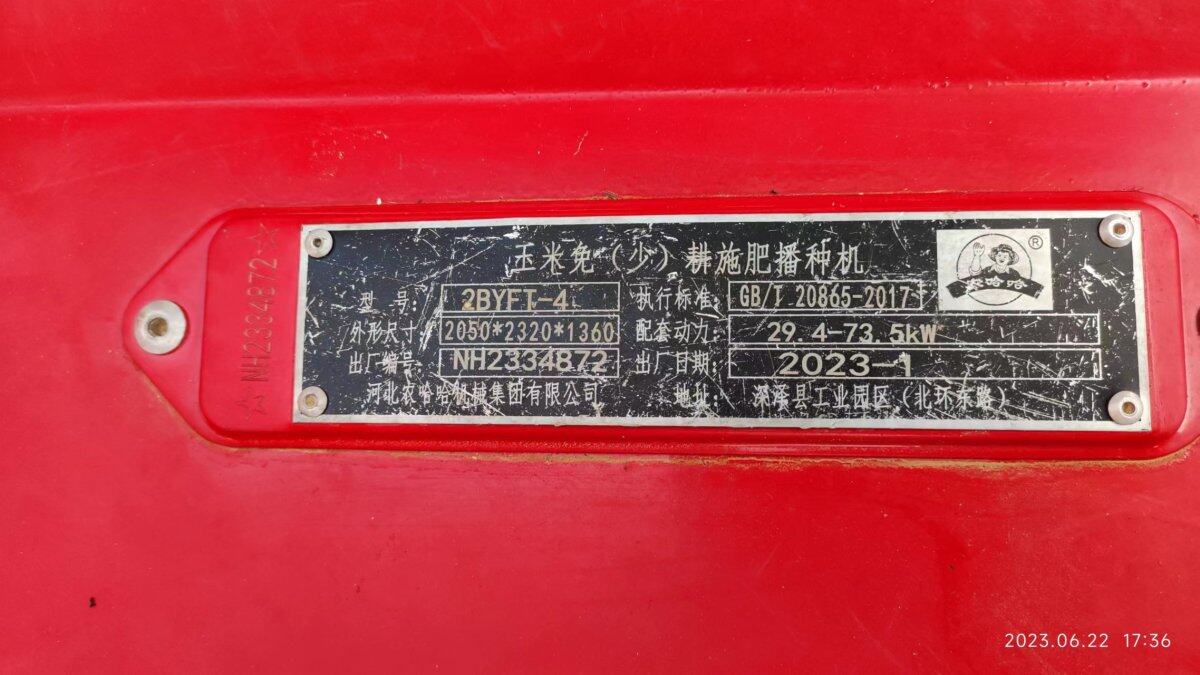 ☆NH2334872☆
玉米免(少)耕施肥播种机
®
农哈哈
型号: 2BYFT-4 执行标准: GB/T 20865-2017
外形尺寸: 2050*2320*1360 配套动力: 29.4-73.5kW
出厂编号: NH2334872 出厂日期: 2023-1
河北农哈哈机械集团有限公司 地址: 深泽县工业园区(北环东路)
2023.06.22 17:36